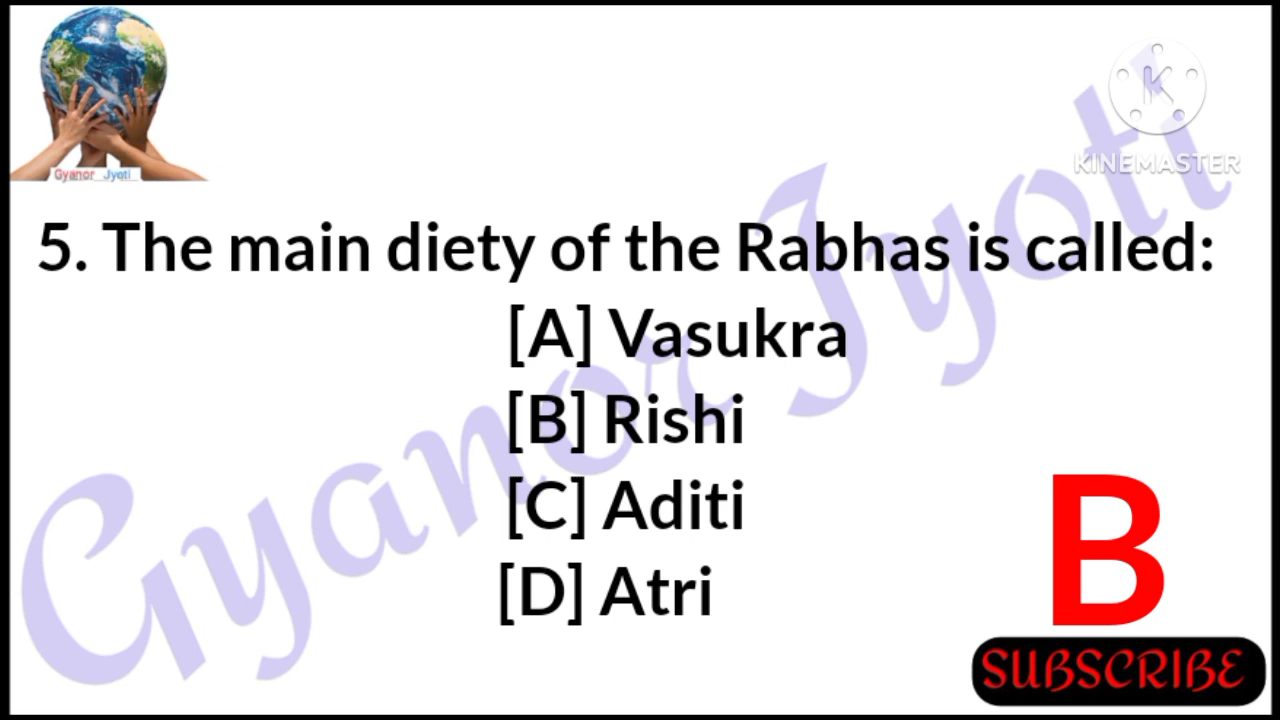 Gyanor Jyoti
K
KINEMASTER
5. The main diety of the Rabhas is called:
[A] Vasukra
[B] Rishi
[C] Aditi
[D] Atri
B
SUBSCRIBE
Gyanor Jyoti